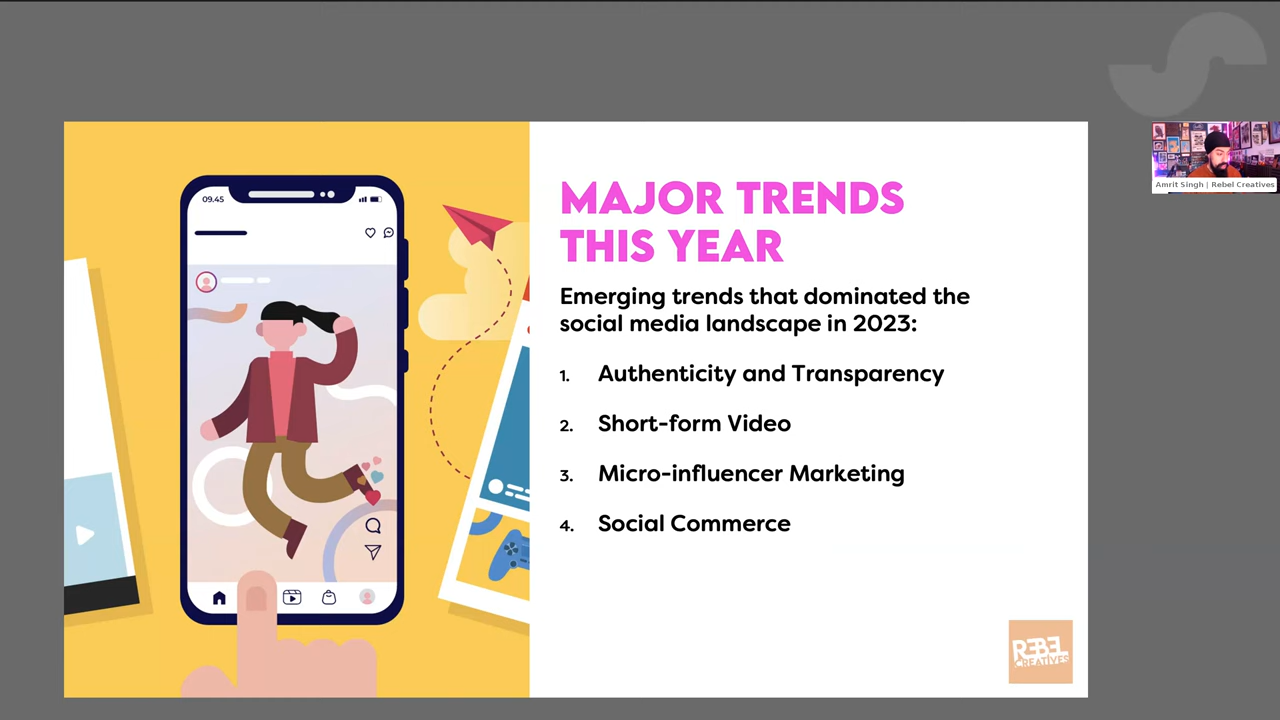 09.45
MAJOR TRENDS
THIS YEAR
Emerging trends that dominated the
social media landscape in 2023:
1. Authenticity and Transparency
2. Short-form Video
3. Micro-influencer Marketing
4. Social Commerce
Amrit Singh | Rebel Creatives
REBEL
CREATIVES